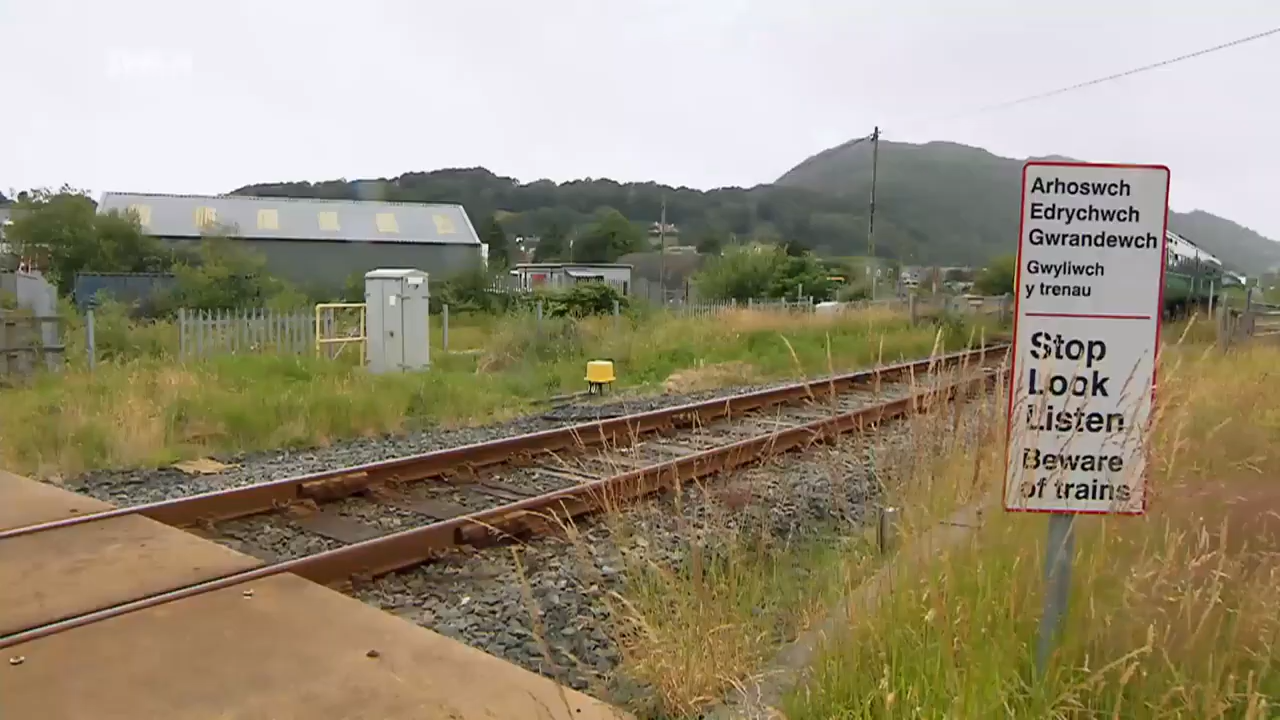 Arhoswch
Edrychwch
Gwrandewch
Gwyliwch
y trenau
Stop
Look
Listen
Beware
of trains